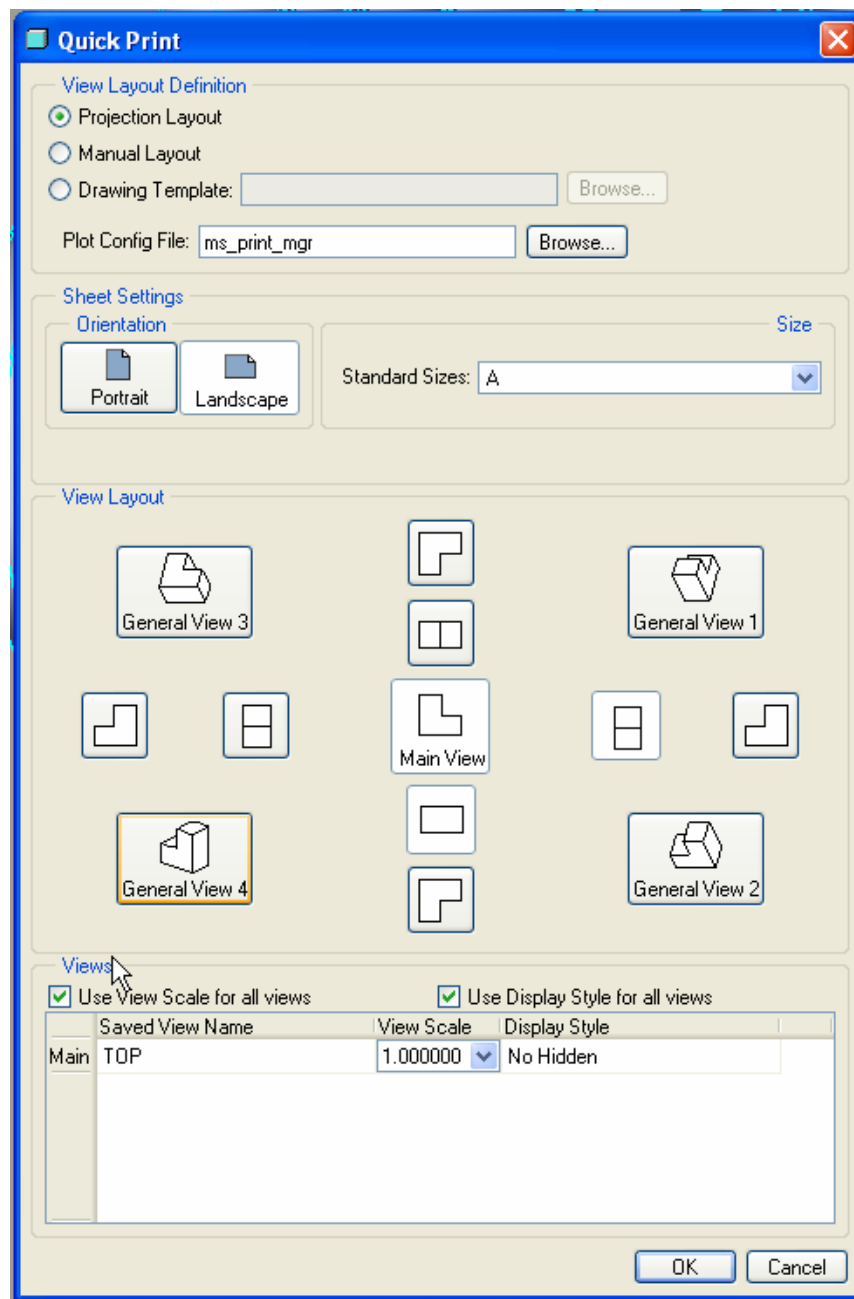 Quick Print
View Layout Definition
Projection Layout
Manual Layout
Drawing Template:
Browse...
Plot Config File: ms_print_mgr Browse...
Sheet Settings
Orientation
Size
Portrait
Landscape
Standard Sizes: A
View Layout
General View 3
General View 1
Main View
General View 4
General View 2
Views
Use View Scale for all views
Use Display Style for all views
Saved View Name View Scale Display Style
Main TOP 1.000000 No Hidden
OK Cancel